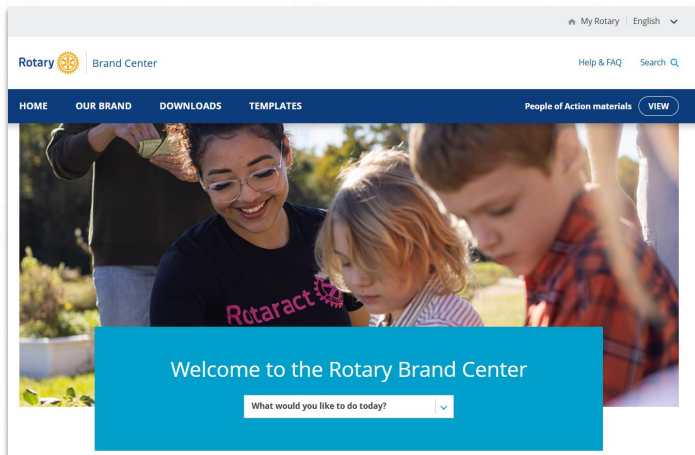 My Rotary English
Rotary Brand Center
Help & FAQ Search
HOME OUR BRAND DOWNLOADS TEMPLATES
People of Action materials VIEW
Rotaract
Welcome to the Rotary Brand Center
What would you like to do today?